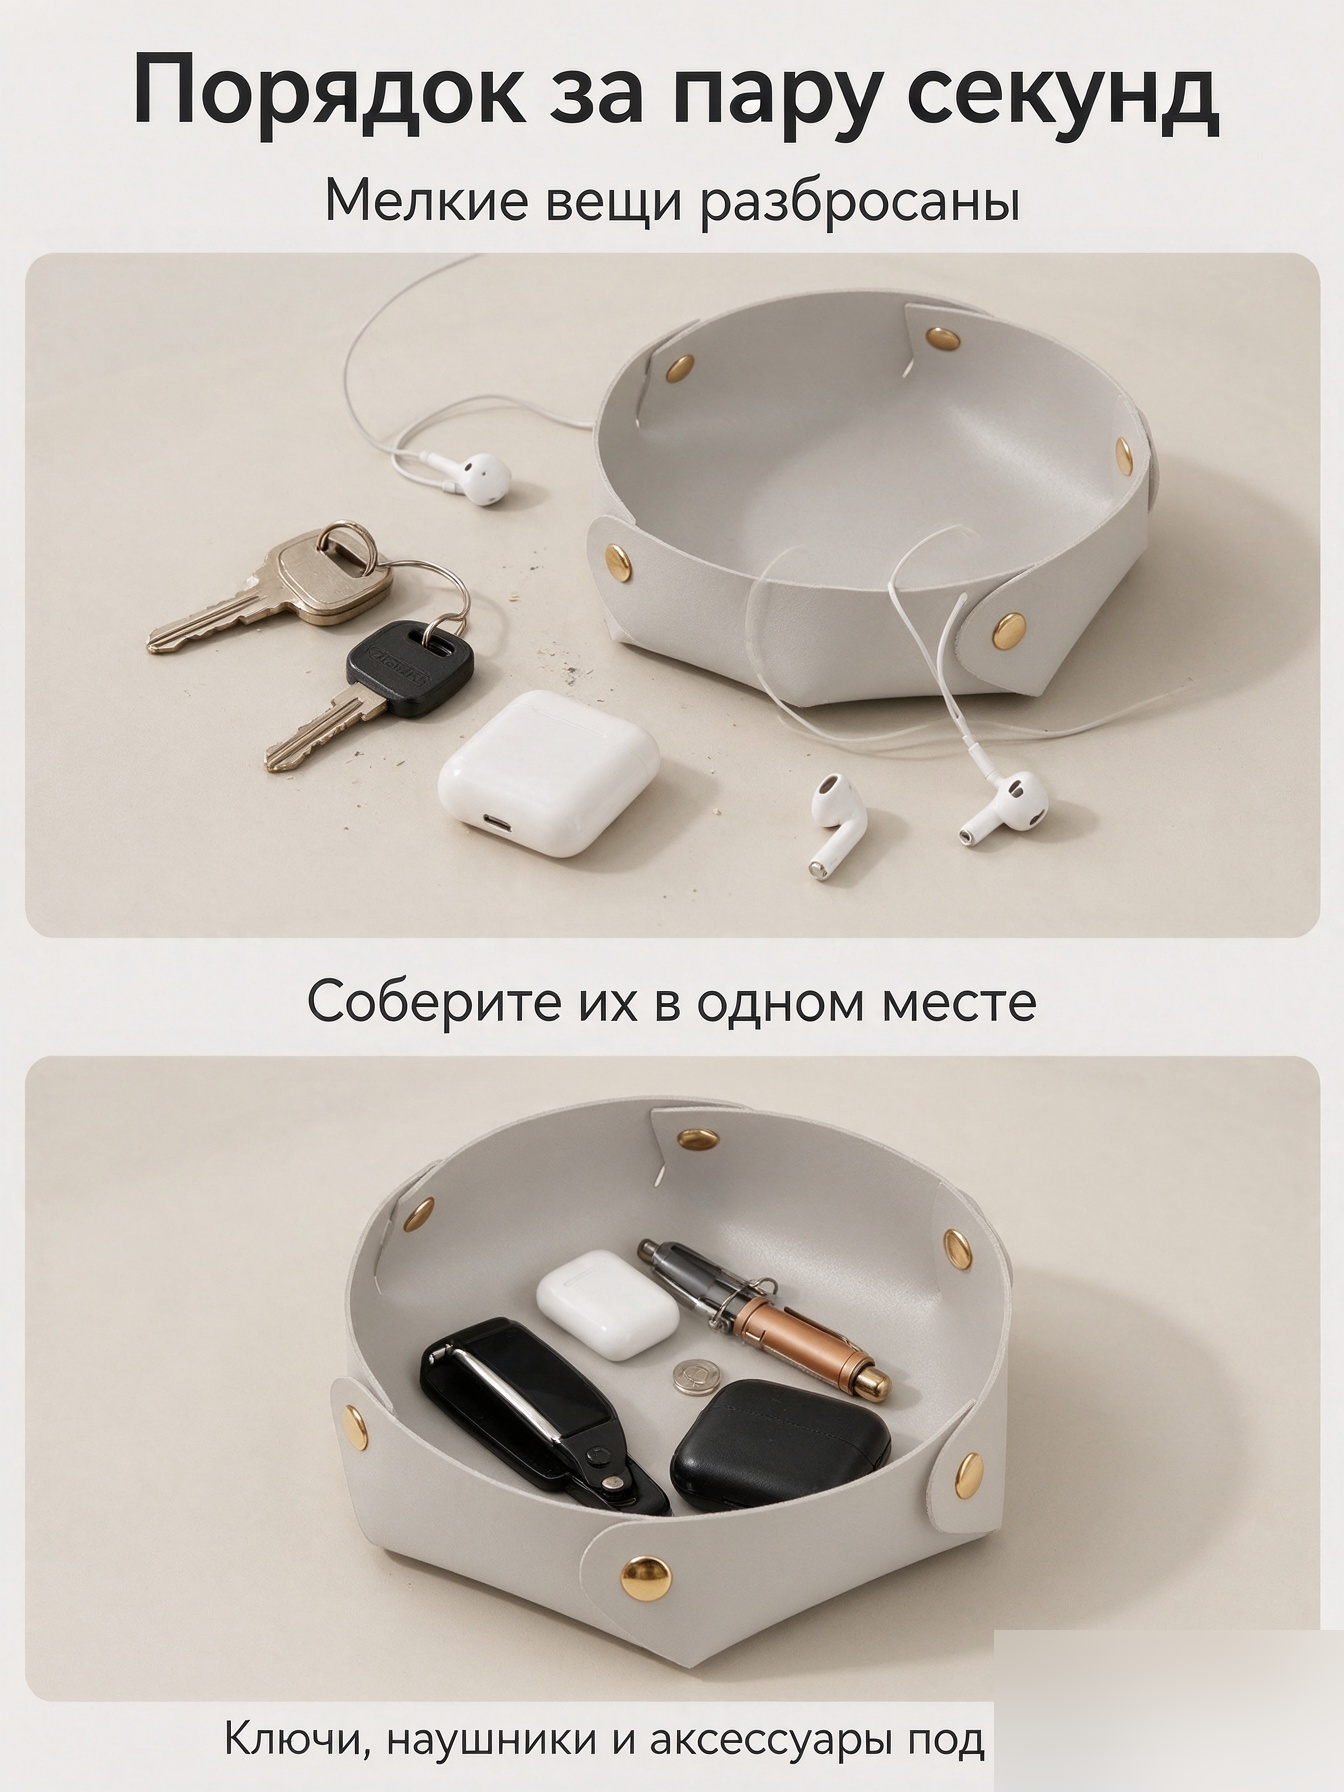 Порядок за пару секунд
Мелкие вещи разбросаны
Соберите их в одном месте
Ключи, наушники и аксессуары под